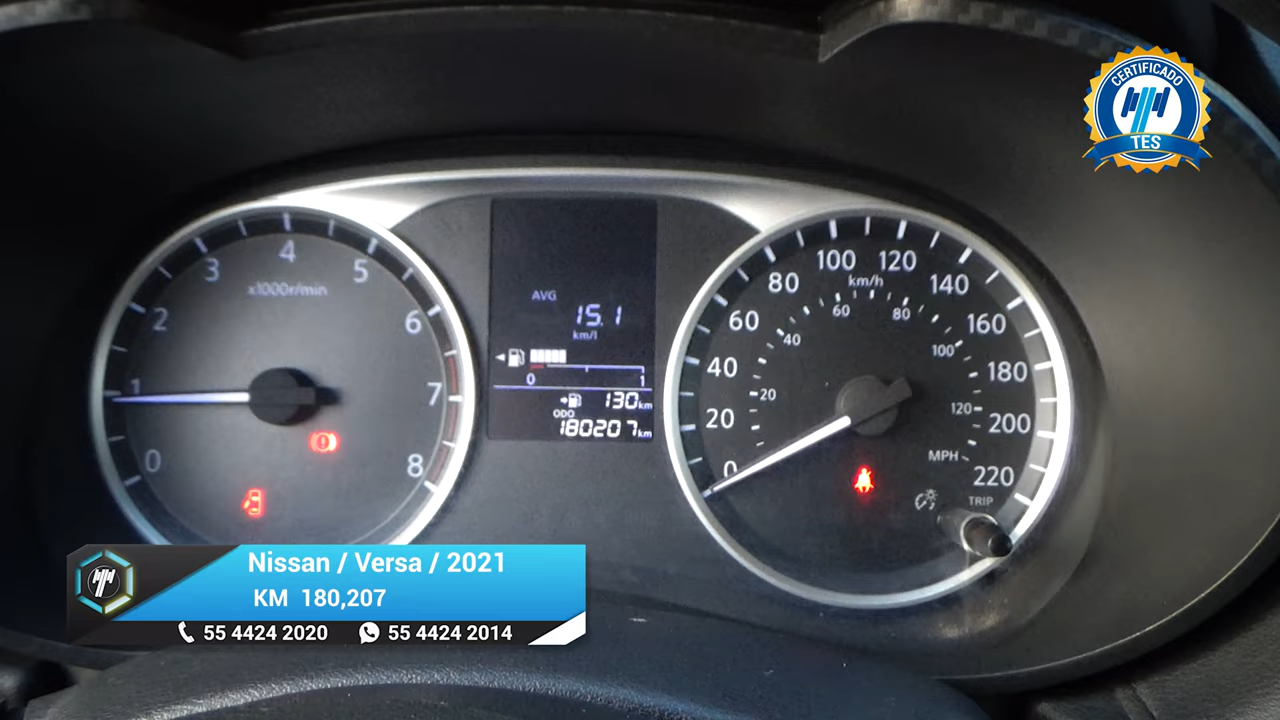 CERTIFICADO
TES
0
1
2
3
4
5
6
7
8
x1000r/min
AVG
15.1
km/l
0 1
130km
ODO
180207km
0
20
40
60
80
100
120
140
160
180
200
220
km/h
20
40
60
80
100
120
MPH
TRIP
Nissan / Versa / 2021
KM 180,207
55 4424 2020 55 4424 2014